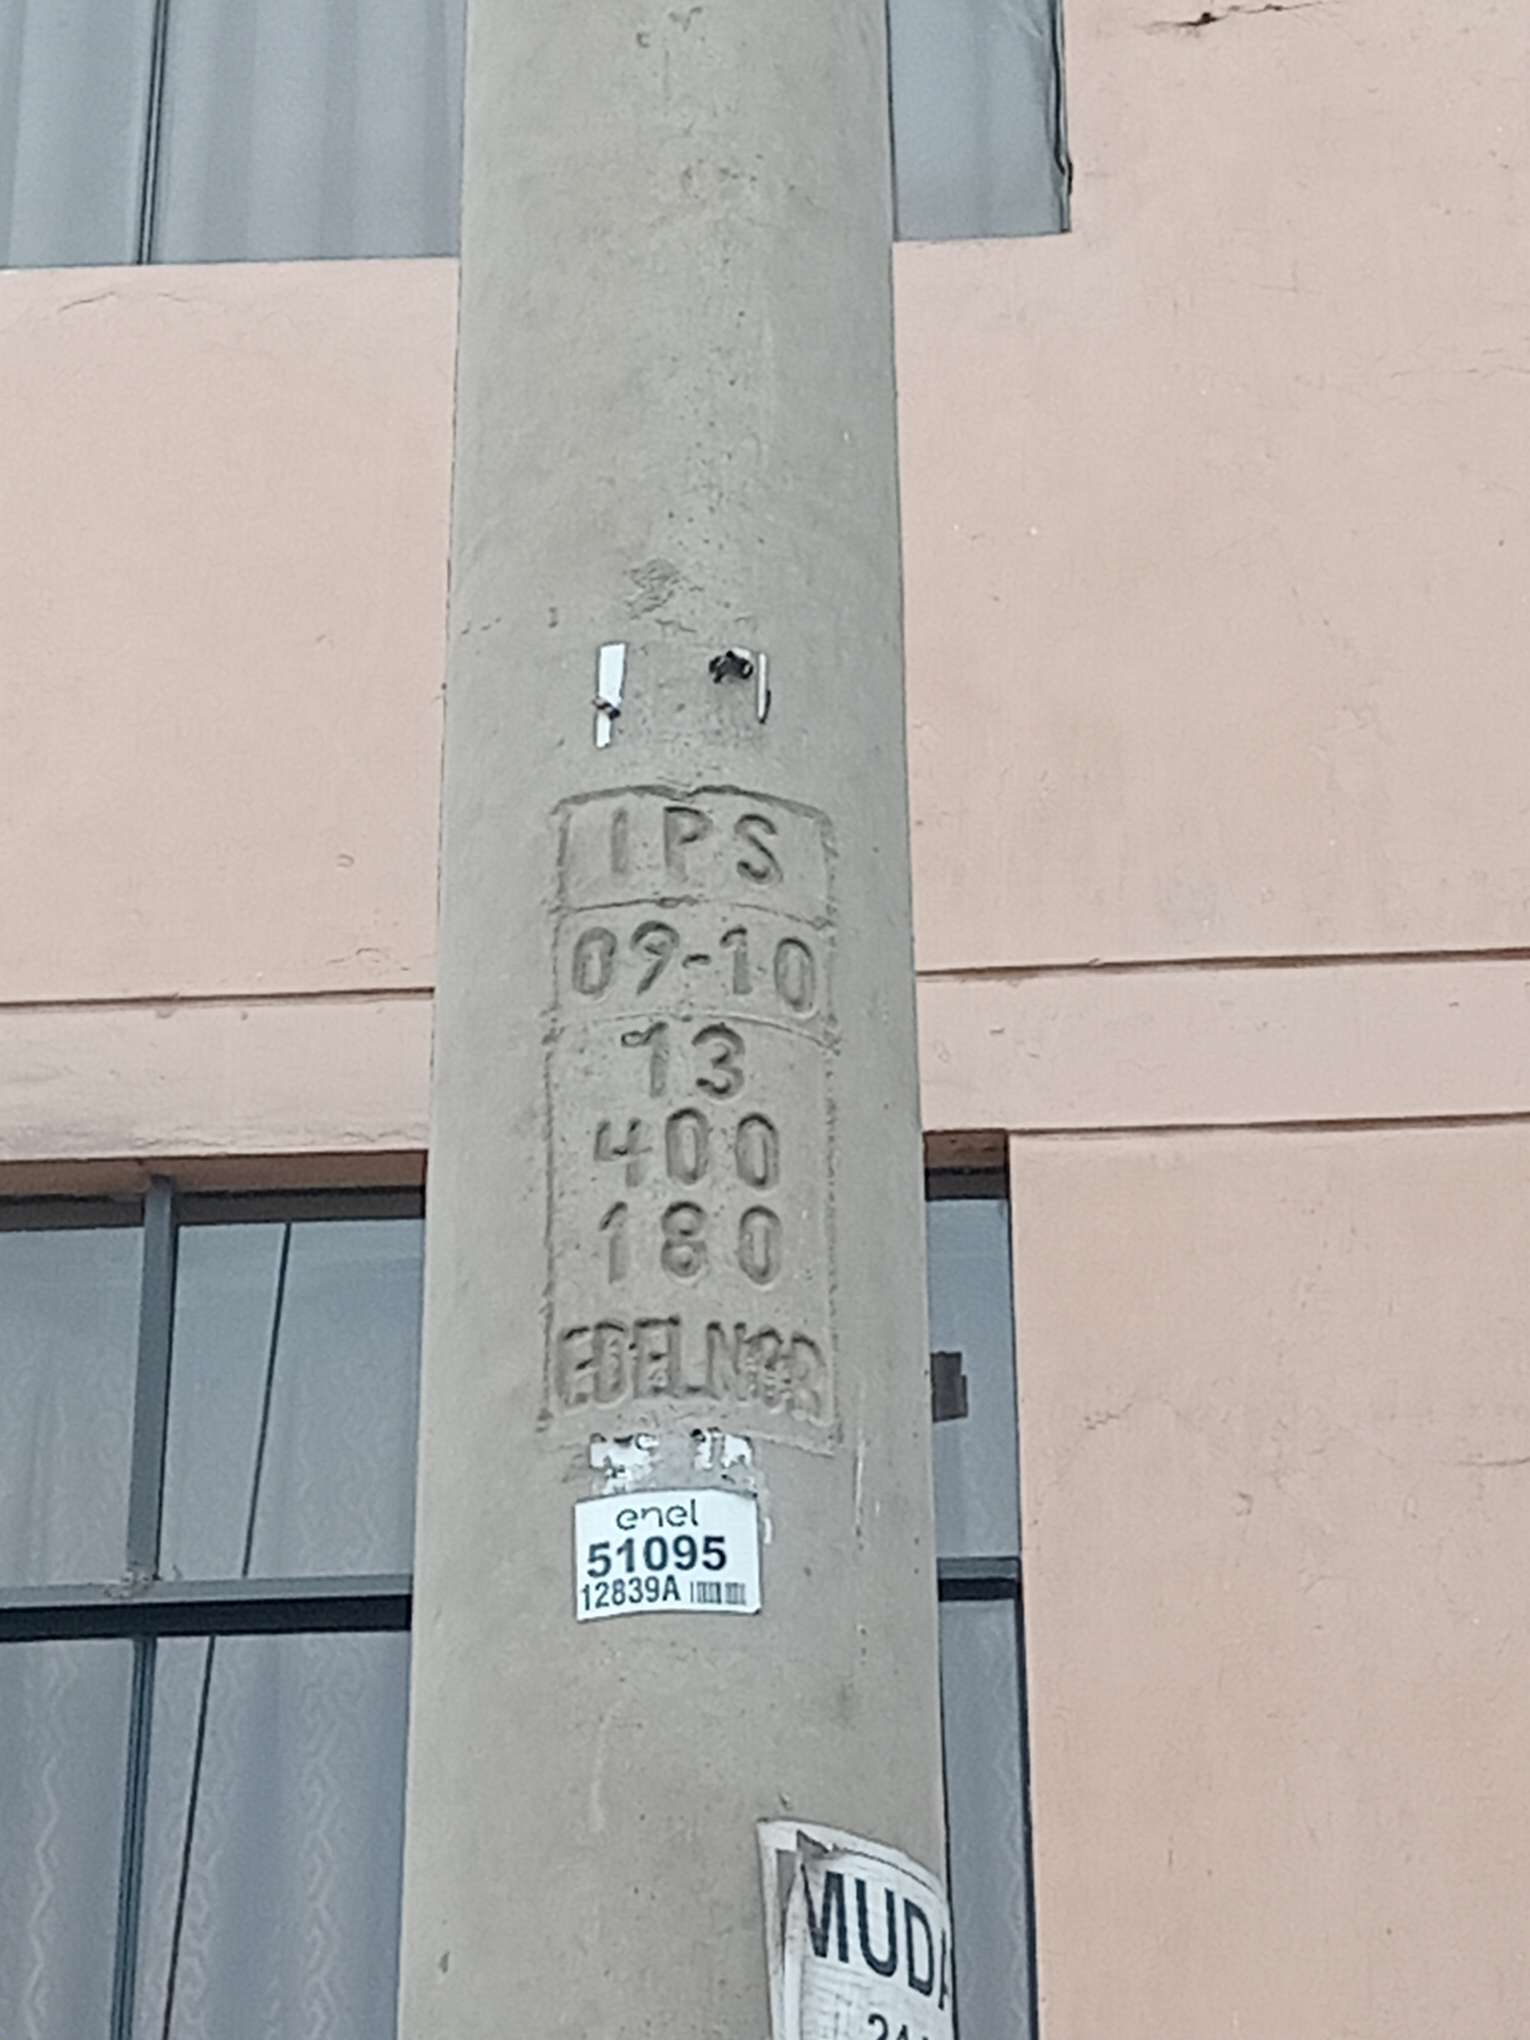 IPS
09-10
13
400
180
EDELNOR
enel
51095
12839A
MUDA